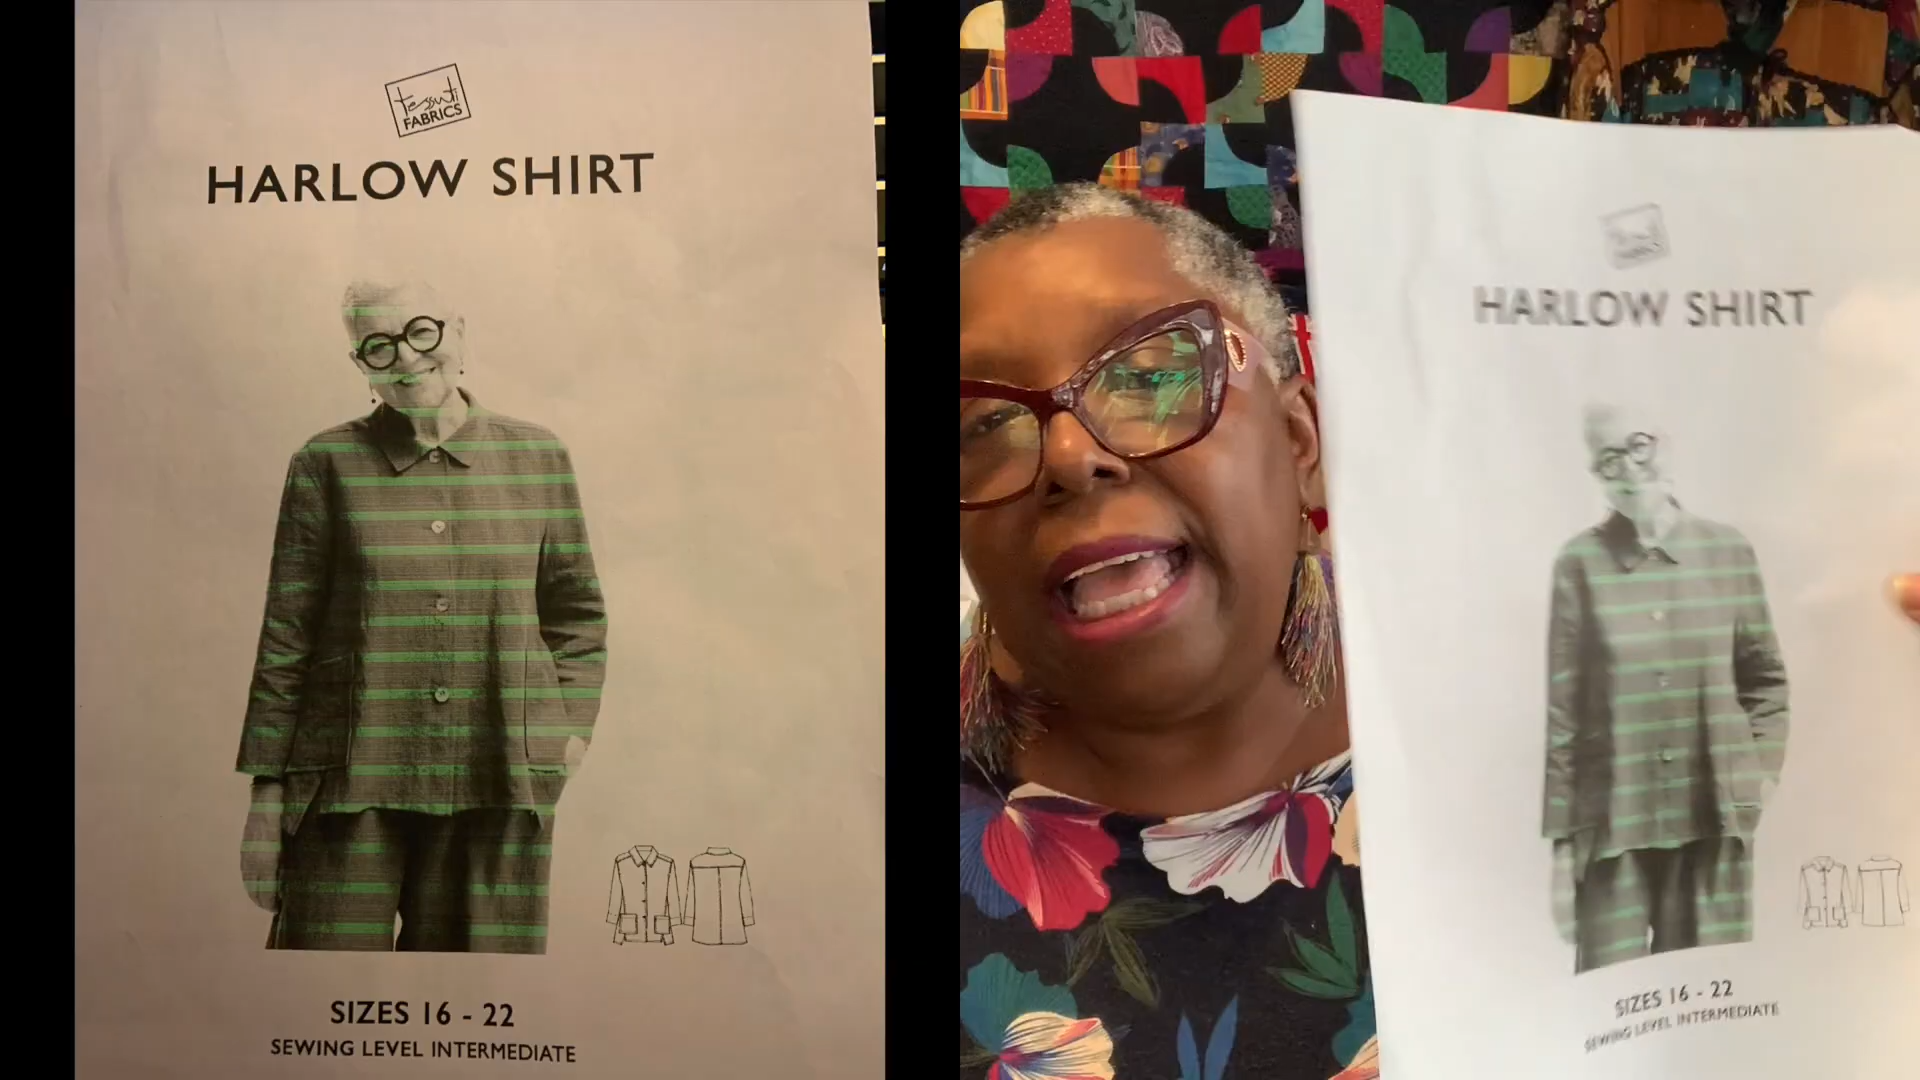 tessuti
FABRICS
HARLOW SHIRT
SIZES 16 - 22
SEWING LEVEL INTERMEDIATE
HARLOW SHIRT
SIZES 16 - 22
SEWING LEVEL INTERMEDIATE